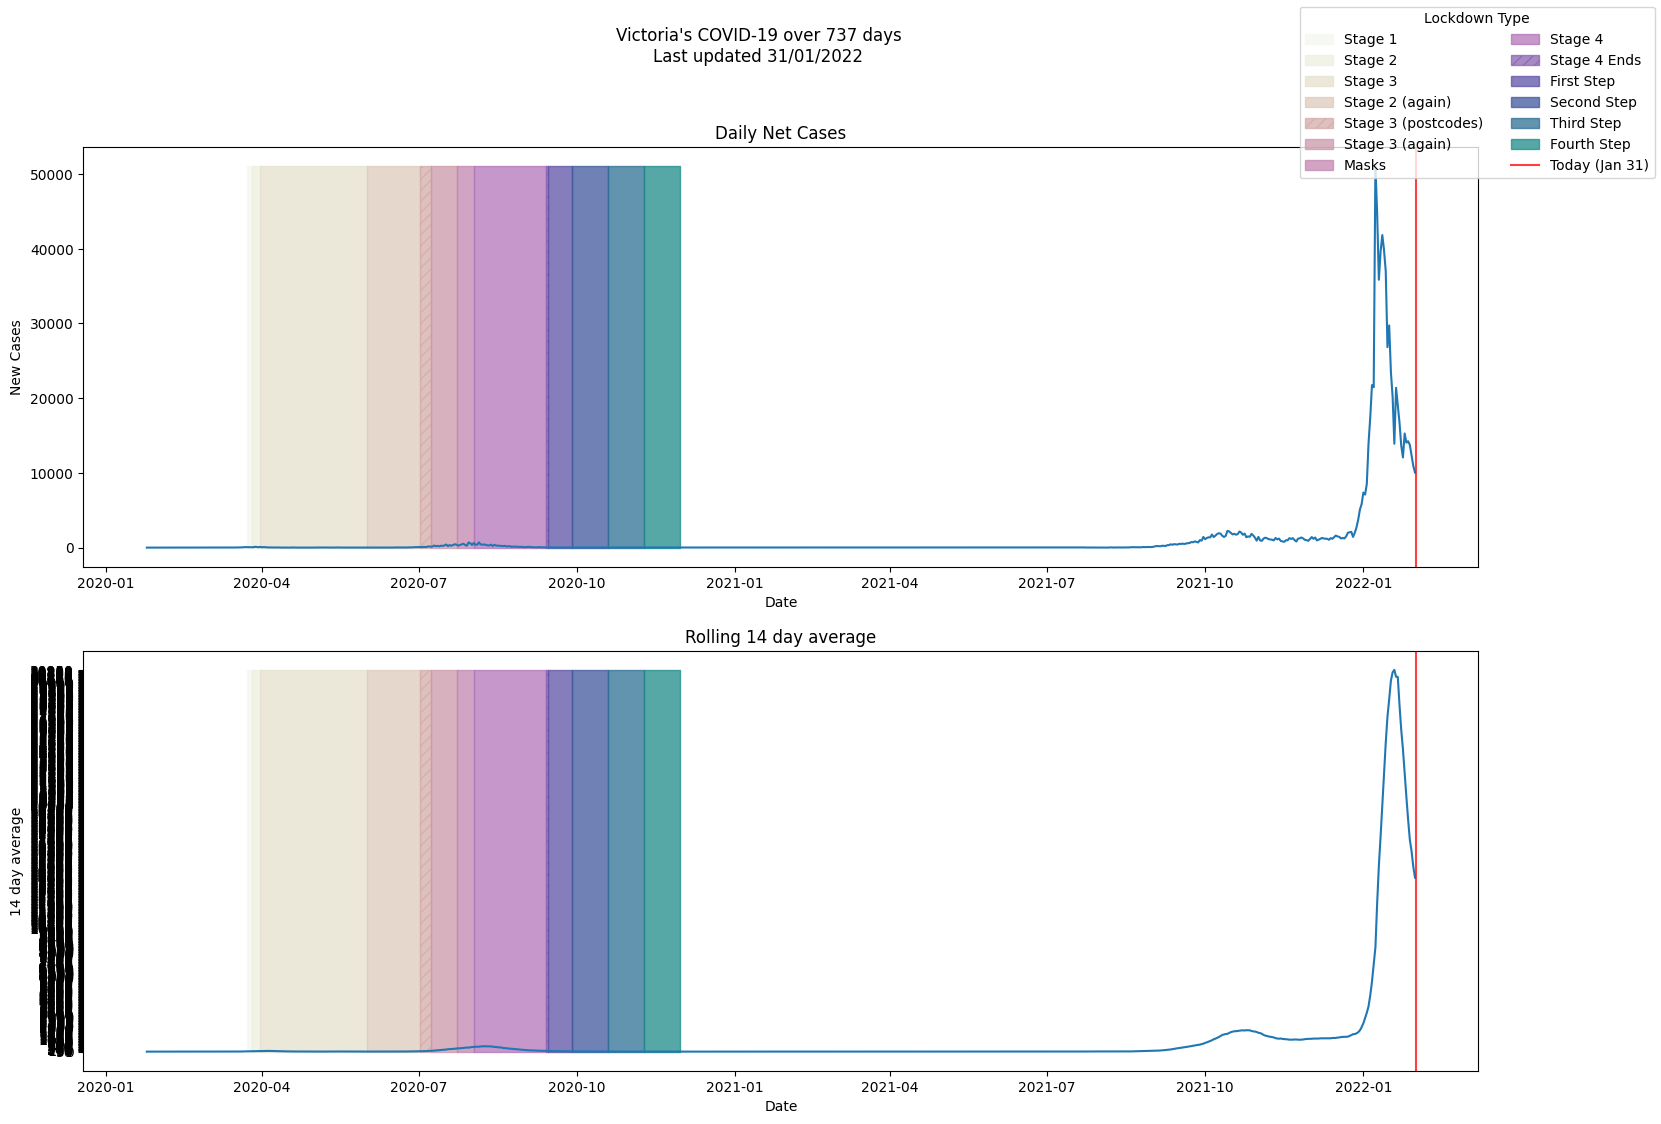 Victoria's COVID-19 over 737 days
Last updated 31/01/2022
Lockdown Type
Stage 1
Stage 2
Stage 3
Stage 2 (again)
Stage 3 (postcodes)
Stage 3 (again)
Masks
Stage 4
Stage 4 Ends
First Step
Second Step
Third Step
Fourth Step
Today (Jan 31)
Daily Net Cases
New Cases
50000
40000
30000
20000
10000
0
2020-01
2020-04
2020-07
2020-10
2021-01
2021-04
2021-07
2021-10
2022-01
Date
Rolling 14 day average
14 day average
2020-01
2020-04
2020-07
2020-10
2021-01
2021-04
2021-07
2021-10
2022-01
Date